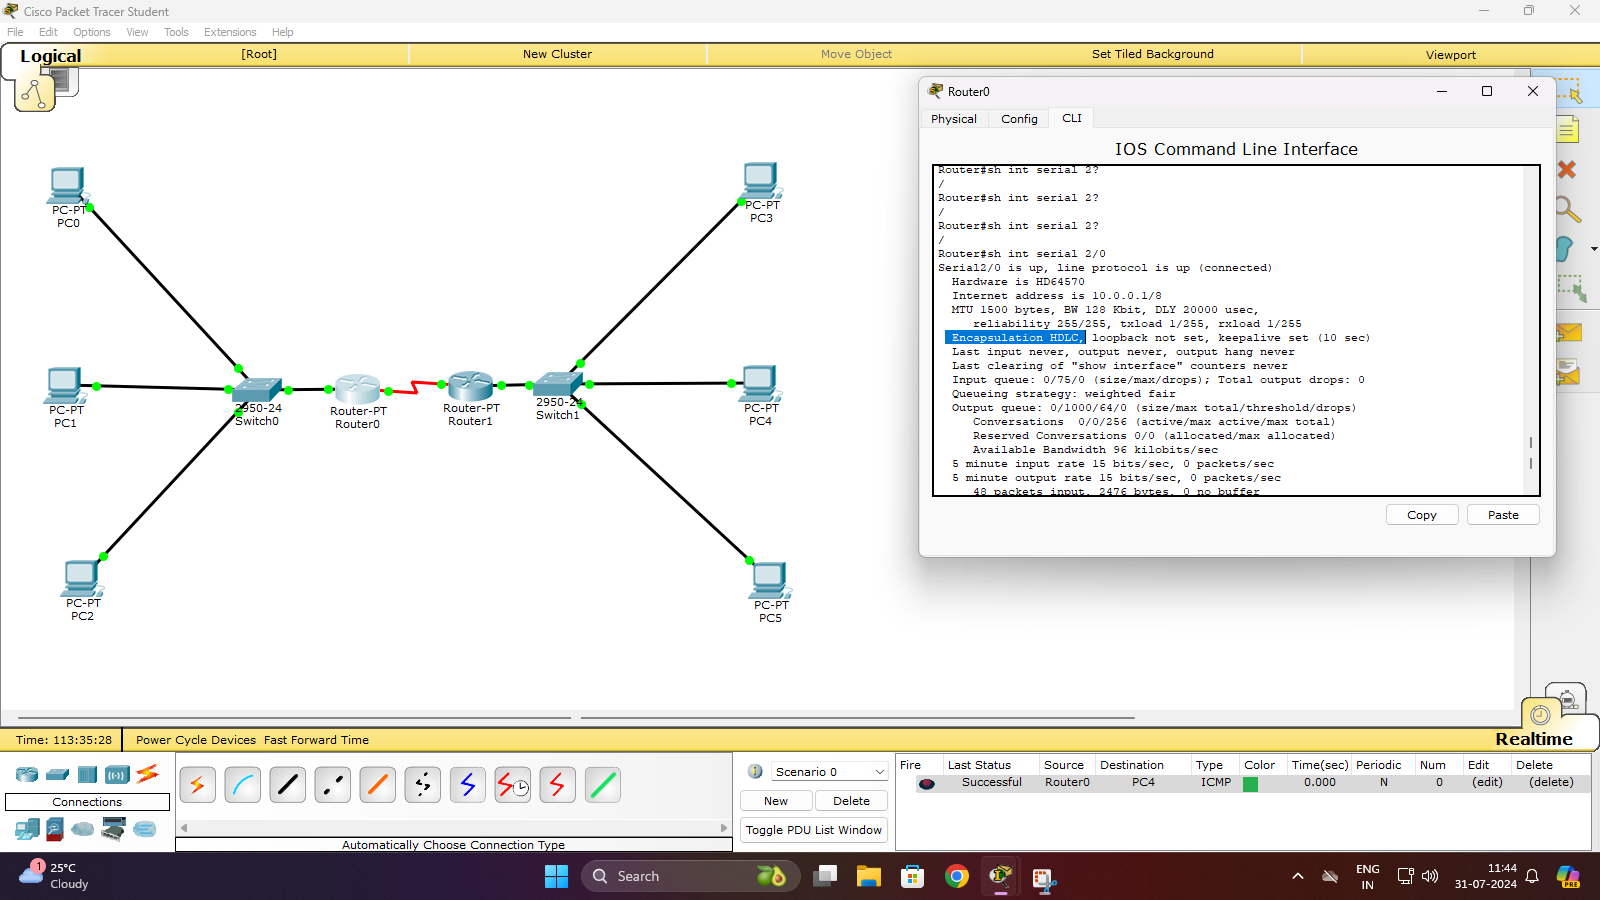 Cisco Packet Tracer Student
File Edit Options View Tools Extensions Help
Logical
[Root]
New Cluster
Move Object
Set Tiled Background
Viewport
PC-PT
PC0
PC-PT
PC1
PC-PT
PC2
2950-24
Switch0
Router-PT
Router0
Router-PT
Router1
2950-24
Switch1
PC-PT
PC3
PC-PT
PC4
PC-PT
PC5
Router0
Physical Config CLI
IOS Command Line Interface
Router#sh int serial 2?
/
Router#sh int serial 2?
/
Router#sh int serial 2?
/
Router#sh int serial 2/0
Serial2/0 is up, line protocol is up (connected)
Hardware is HD64570
Internet address is 10.0.0.1/8
MTU 1500 bytes, BW 128 Kbit, DLY 20000 usec,
reliability 255/255, txload 1/255, rxload 1/255
Encapsulation HDLC, loopback not set, keepalive set (10 sec)
Last input never, output never, output hang never
Last clearing of "show interface" counters never
Input queue: 0/75/0 (size/max/drops); Total output drops: 0
Queueing strategy: weighted fair
Output queue: 0/1000/64/0 (size/max total/threshold/drops)
Conversations 0/0/256 (active/max active/max total)
Reserved Conversations 0/0 (allocated/max allocated)
Available Bandwidth 96 kilobits/sec
5 minute input rate 15 bits/sec, 0 packets/sec
5 minute output rate 15 bits/sec, 0 packets/sec
48 packets input, 2476 bytes, 0 no buffer
Copy Paste
Time: 113:35:28 Power Cycle Devices Fast Forward Time
Realtime
Connections
Automatically Choose Connection Type
Scenario 0
New Delete
Toggle PDU List Window
Fire Last Status Source Destination Type Color Time(sec) Periodic Num Edit Delete
Successful Router0 PC4 ICMP 0.000 N 0 (edit) (delete)
1
25°C
Cloudy
Search
ENG
IN
11:44
31-07-2024
PRE